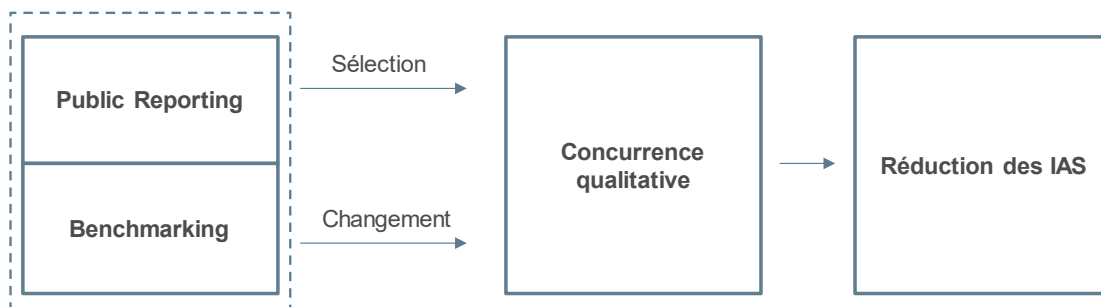 Public Reporting
Sélection
Benchmarking
Changement
Concurrence
qualitative
Réduction des IAS